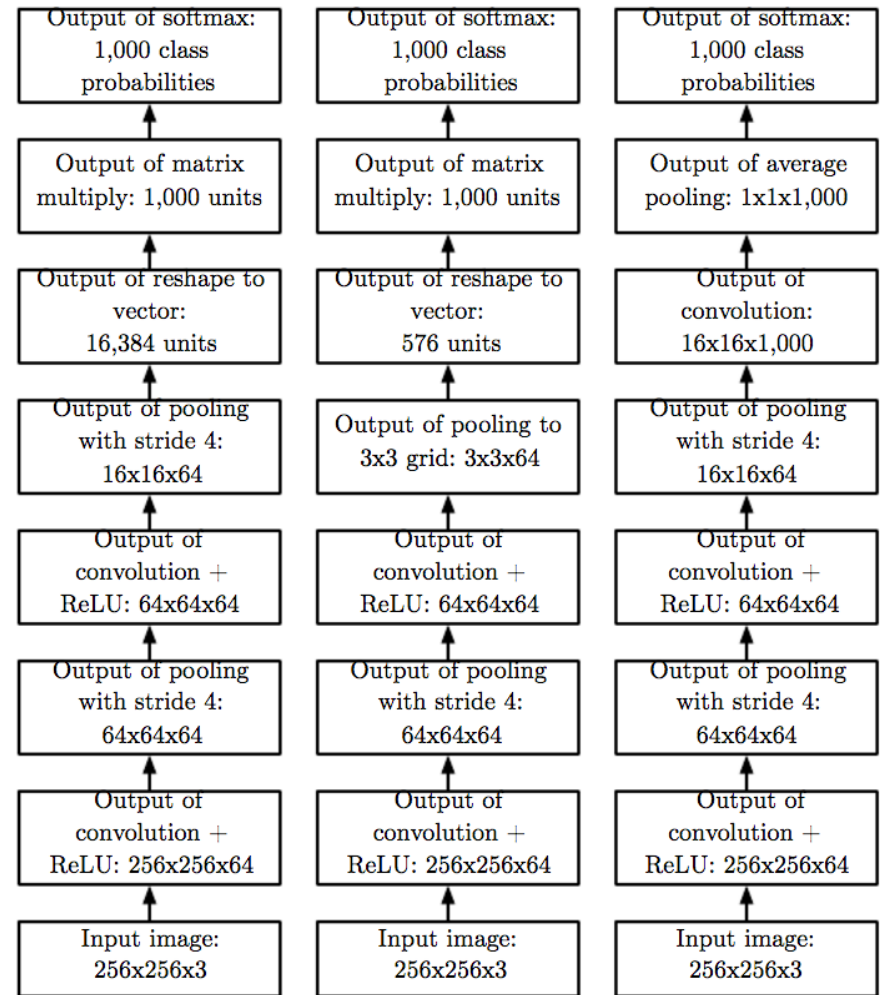 Output of softmax:
1,000 class
probabilities
Output of matrix
multiply: 1,000 units
Output of reshape to
vector:
16,384 units
Output of pooling
with stride 4:
16x16x64
Output of
convolution +
ReLU: 64x64x64
Output of pooling
with stride 4:
64x64x64
Output of
convolution +
ReLU: 256x256x64
Input image:
256x256x3
Output of softmax:
1,000 class
probabilities
Output of matrix
multiply: 1,000 units
Output of reshape to
vector:
576 units
Output of pooling to
3x3 grid: 3x3x64
Output of
convolution +
ReLU: 64x64x64
Output of pooling
with stride 4:
64x64x64
Output of
convolution +
ReLU: 256x256x64
Input image:
256x256x3
Output of softmax:
1,000 class
probabilities
Output of average
pooling: 1x1x1,000
Output of
convolution:
16x16x1,000
Output of pooling
with stride 4:
16x16x64
Output of
convolution +
ReLU: 64x64x64
Output of pooling
with stride 4:
64x64x64
Output of
convolution +
ReLU: 256x256x64
Input image:
256x256x3